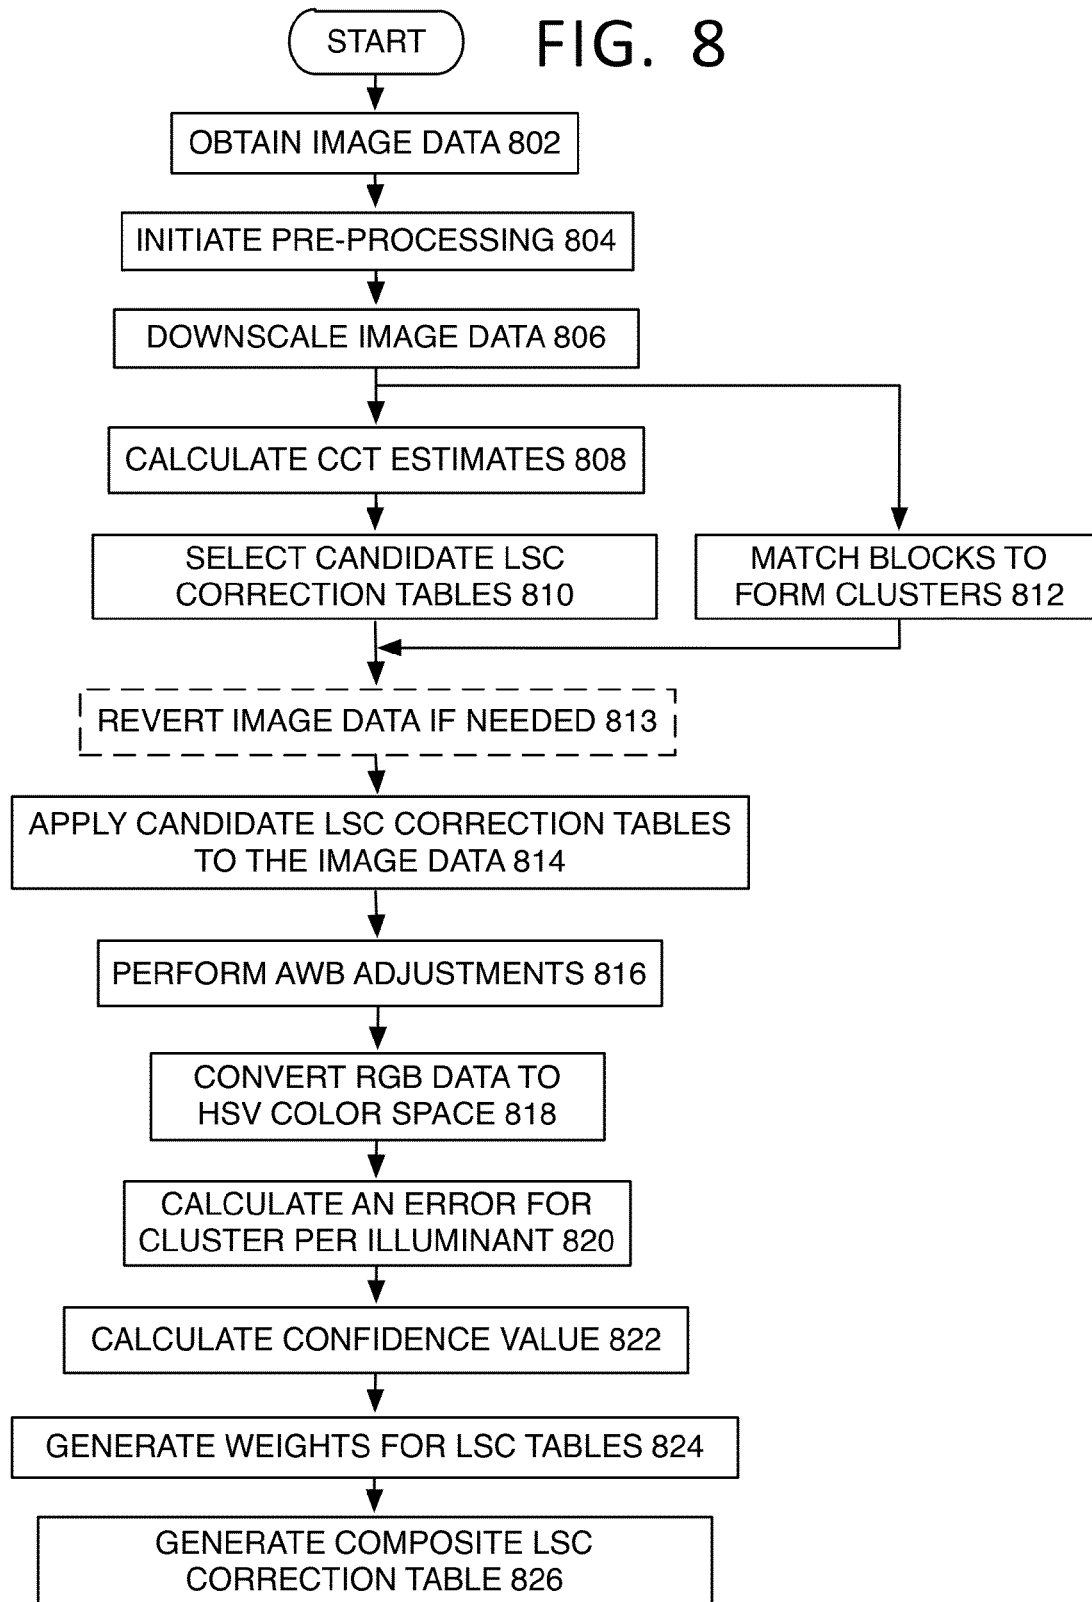 START
FIG. 8
OBTAIN IMAGE DATA 802
INITIATE PRE-PROCESSING 804
DOWNSCALE IMAGE DATA 806
CALCULATE CCT ESTIMATES 808
SELECT CANDIDATE LSC
CORRECTION TABLES 810
MATCH BLOCKS TO
FORM CLUSTERS 812
REVERT IMAGE DATA IF NEEDED 813
APPLY CANDIDATE LSC CORRECTION TABLES
TO THE IMAGE DATA 814
PERFORM AWB ADJUSTMENTS 816
CONVERT RGB DATA TO
HSV COLOR SPACE 818
CALCULATE AN ERROR FOR
CLUSTER PER ILLUMINANT 820
CALCULATE CONFIDENCE VALUE 822
GENERATE WEIGHTS FOR LSC TABLES 824
GENERATE COMPOSITE LSC
CORRECTION TABLE 826